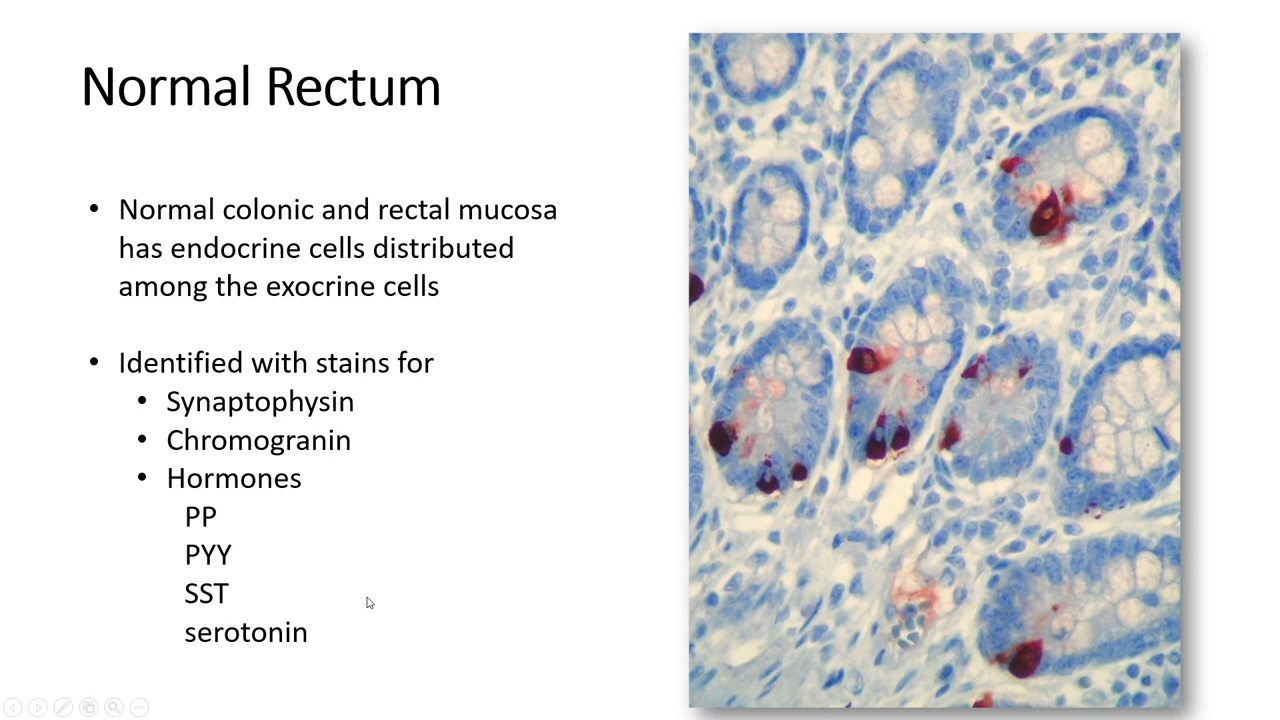 Normal Rectum
• Normal colonic and rectal mucosa
has endocrine cells distributed
among the exocrine cells
• Identified with stains for
• Synaptophysin
• Chromogranin
• Hormones
PP
PYY
SST
serotonin